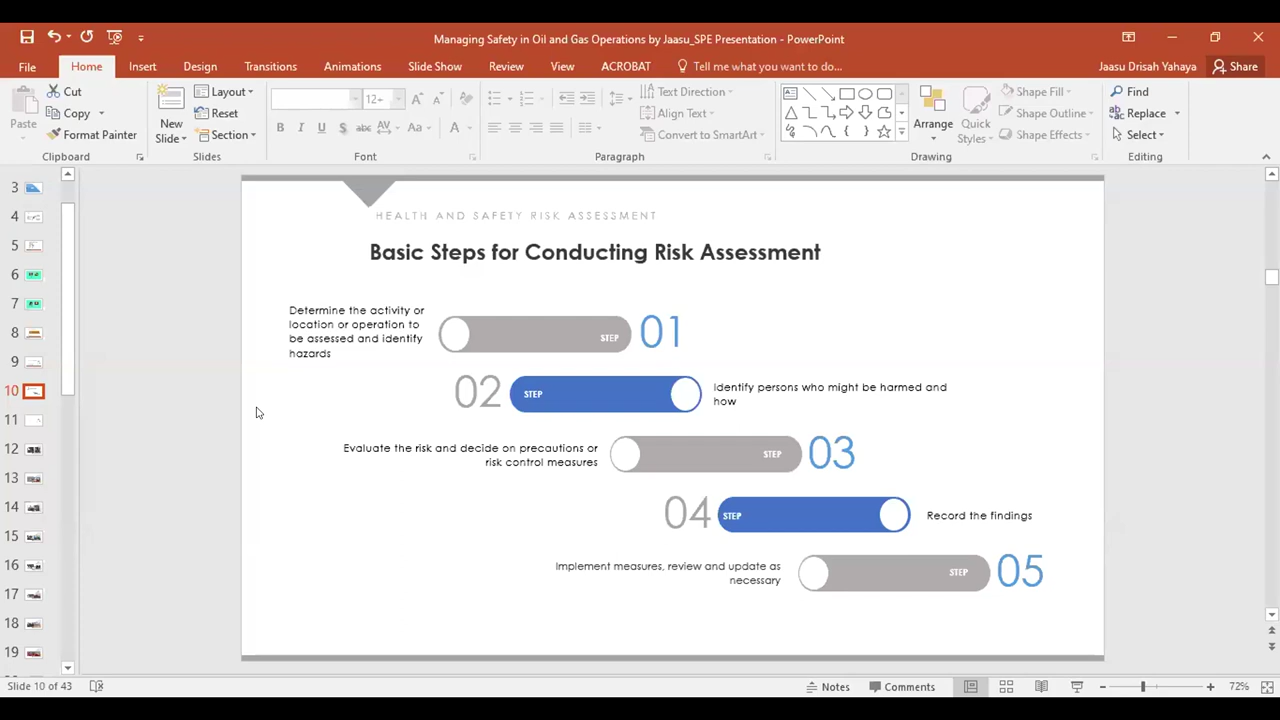 Managing Safety in Oil and Gas Operations by Jaasu_SPE Presentation - PowerPoint
File Home Insert Design Transitions Animations Slide Show Review View ACROBAT Tell me what you want to do... Jaasu Drisah Yahaya Share
Paste
Cut
Copy
Format Painter
Clipboard
New Slide
Layout
Reset
Section
Slides
12+
B I U S abc AV Aa A
Font
Text Direction
Align Text
Convert to SmartArt
Paragraph
Arrange
Quick Styles
Shape Fill
Shape Outline
Shape Effects
Drawing
Find
Replace
Select
Editing
3
4
5
6
7
8
9
10
11
12
13
14
15
16
17
18
19
HEALTH AND SAFETY RISK ASSESSMENT
Basic Steps for Conducting Risk Assessment
Determine the activity or
location or operation to
be assessed and identify
hazards
STEP 01
02 STEP
Identify persons who might be harmed and
how
Evaluate the risk and decide on precautions or
risk control measures
STEP 03
04 STEP
Record the findings
Implement measures, review and update as
necessary
STEP 05
Slide 10 of 43 Notes Comments 72%